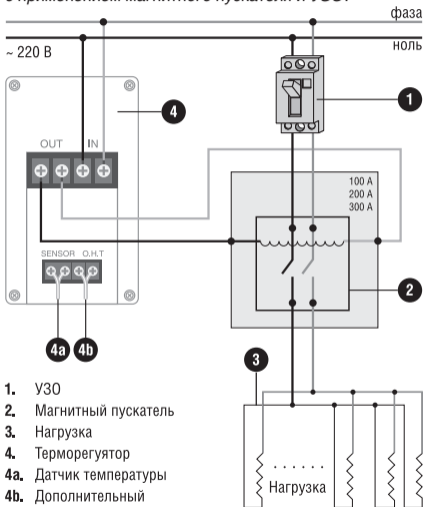 с применением магнитного пускателя и УЗО.
фаза
ноль
~ 220 В
4
1
OUT IN
100 A
200 A
300 A
SENSOR O.H.T
2
4a 4b
3
1. УЗО
2. Магнитный пускатель
3. Нагрузка
4. Терморегуятор
4a. Датчик температуры
4b. Дополнительный
. . . . . .
Нагрузка